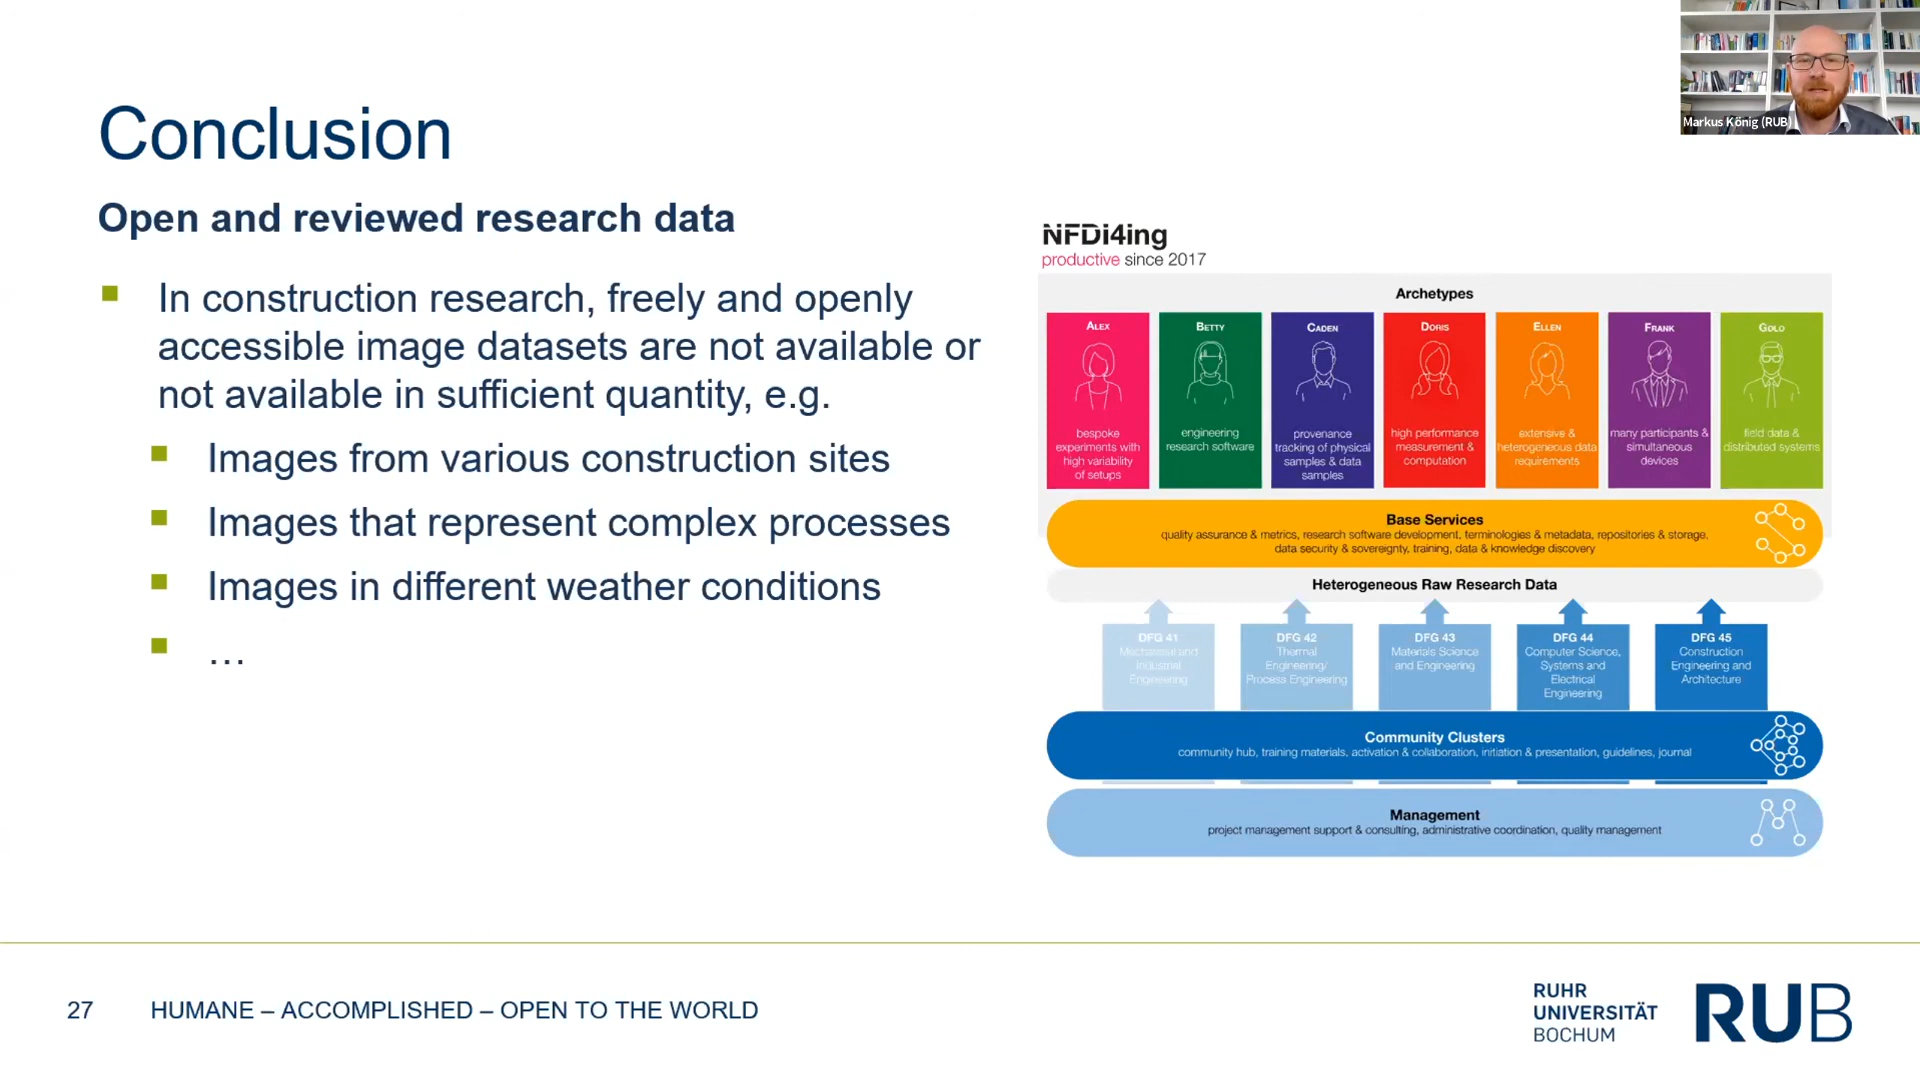 Conclusion
Open and reviewed research data
In construction research, freely and openly
accessible image datasets are not available or
not available in sufficient quantity, e.g.
Images from various construction sites
Images that represent complex processes
Images in different weather conditions
...
Markus König (RUB)
NFDi4ing
productive since 2017
Archetypes
ALEX
bespoke
experiments with
high variability
of setups
BETTY
engineering
research software
CADEN
provenance
tracking of physical
samples & data
samples
DORIS
high performance
measurement &
computation
ELLEN
extensive &
heterogeneous data
requirements
FRANK
many participants &
simultaneous
devices
GOLO
field data &
distributed systems
Base Services
quality assurance & metrics, research software development, terminologies & metadata, repositories & storage,
data security & sovereignty, training, data & knowledge discovery
Heterogeneous Raw Research Data
DFG 41
Mechanical and
Industrial
Engineering
DFG 42
Thermal
Engineering/
Process Engineering
DFG 43
Materials Science
and Engineering
DFG 44
Computer Science,
Systems and
Electrical
Engineering
DFG 45
Construction
Engineering and
Architecture
Community Clusters
community hub, training materials, activation & collaboration, initiation & presentation, guidelines, journal
Management
project management support & consulting, administrative coordination, quality management
27
HUMANE – ACCOMPLISHED – OPEN TO THE WORLD
RUHR
UNIVERSITÄT
BOCHUM
RUB